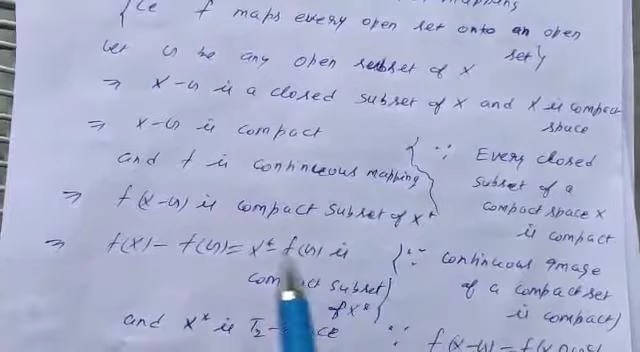 {i.e f maps every open set onto an open set}
Let G be any open subset of X
⇒ X-G is a closed subset of X and X is compact space
⇒ X-G is compact
and f is continuous mapping
{∵ Every closed
subset of a
compact space X
is compact
⇒ f(X-G) is compact subset of X*
⇒ f(X) - f(G) = X* - f(G) is
compact subset
of X*
{∵ continuous image
of a compact set
is compact}
and X* is T2-space
∵ f(X-G) =